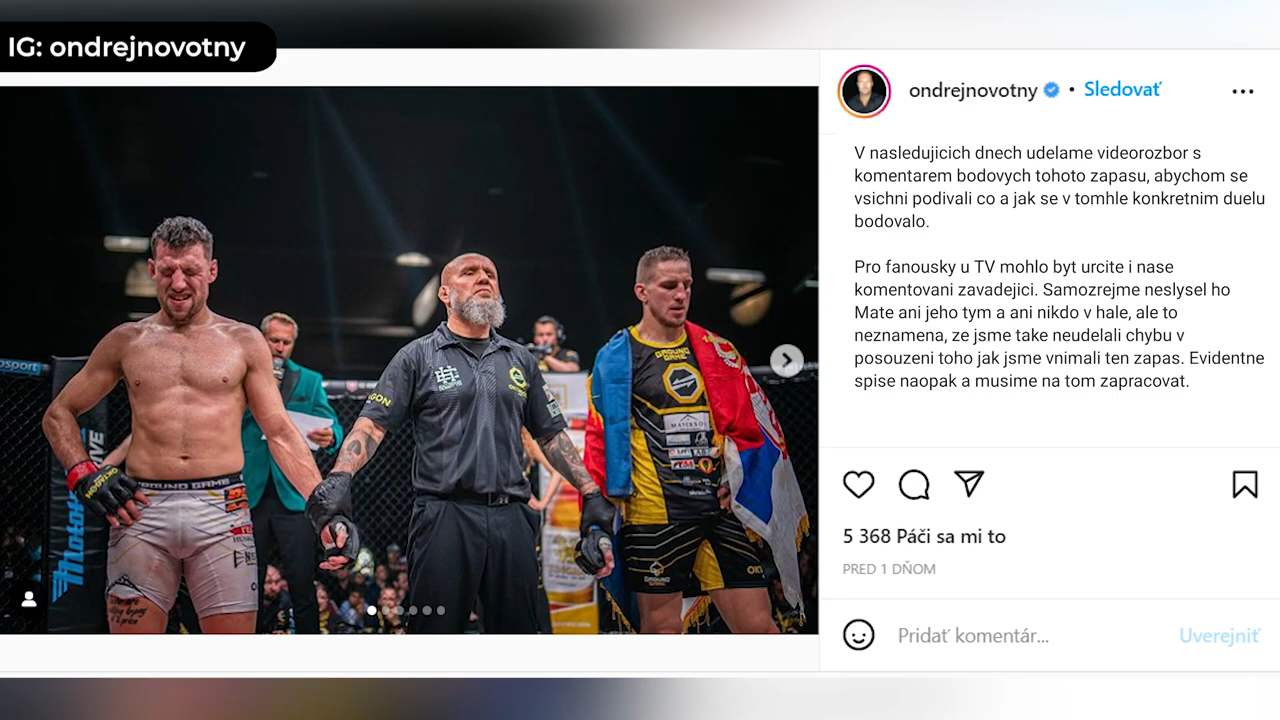 IG: ondrejnovotny
ondrejnovotny • Sledovať
V nasledujicich dnech udelame videorozbor s
komentarem bodovych tohoto zapasu, abychom se
vsichni podivali co a jak se v tomhle konkretnim duelu
bodovalo.
Pro fanousky u TV mohlo byt urcite i nase
komentovani zavadejici. Samozrejme neslysel ho
Mate ani jeho tym a ani nikdo v hale, ale to
neznamena, ze jsme take neudelali chybu v
posouzeni toho jak jsme vnimali ten zapas. Evidentne
spise naopak a musime na tom zapracovat.
5 368 Páči sa mi to
PRED 1 DŇOM
Pridať komentár...
Uverejniť
OKTAGON
GROUND GAME
GROUND
GAME